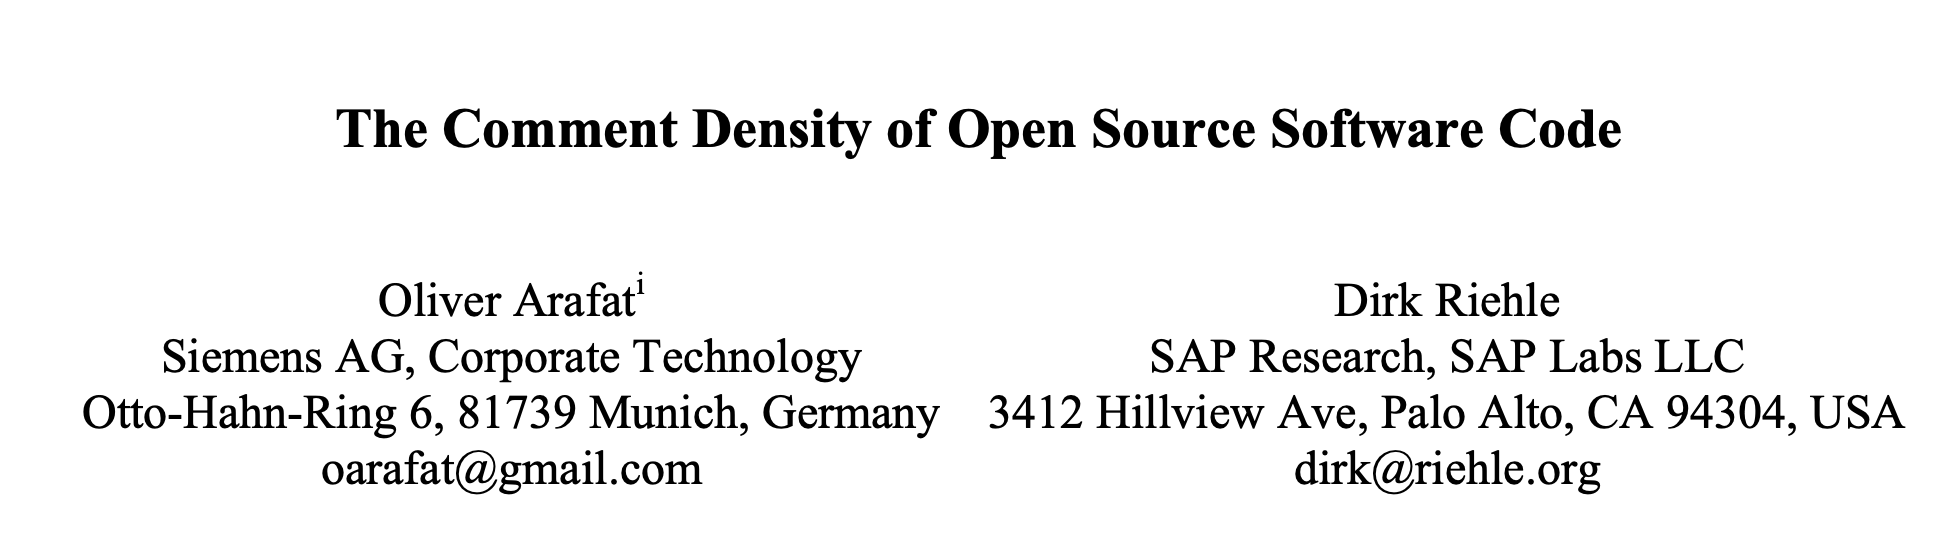 The Comment Density of Open Source Software Code
Oliver Arafatⁱ
Siemens AG, Corporate Technology
Otto-Hahn-Ring 6, 81739 Munich, Germany
oarafat@gmail.com
Dirk Riehle
SAP Research, SAP Labs LLC
3412 Hillview Ave, Palo Alto, CA 94304, USA
dirk@riehle.org